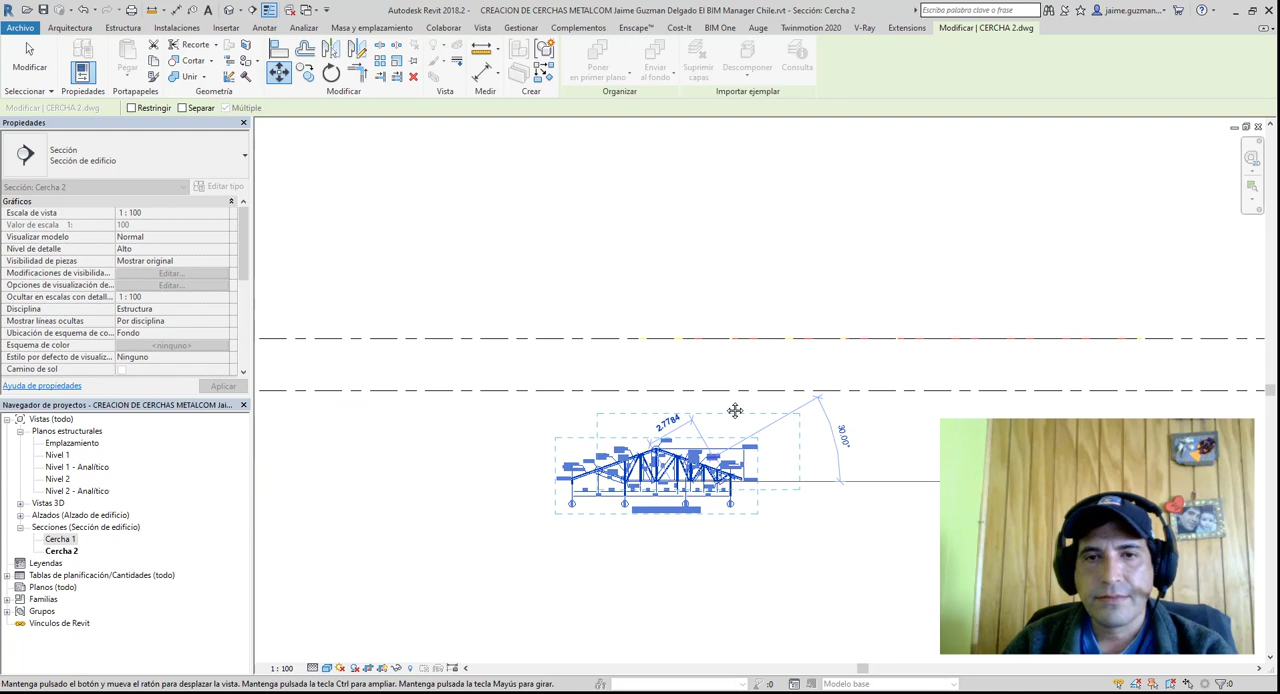 Autodesk Revit 2018.2 - CREACION DE CERCHAS METALCOM Jaime Guzman Delgado El BIM Manager Chile.rvt - Sección: Cercha 2
Escriba palabra clave o frase
jaime.guzman...
Archivo Arquitectura Estructura Instalaciones Insertar Anotar Analizar Masa y emplazamiento Colaborar Vista Gestionar Complementos Enscape™ Cost-It BIM One Auge Twinmotion 2020 V-Ray Extensions Modificar | CERCHA 2.dwg
Modificar
Pegar
Recorte
Cortar
Unir
Poner
en primer plano
Enviar
al fondo
Suprimir
capas
Descomponer
Consulta
Seleccionar Propiedades Portapapeles Geometría Modificar Vista Medir Crear Organizar Importar ejemplar
Modificar | CERCHA 2.dwg Restringir Separar Múltiple
Propiedades
Sección
Sección de edificio
Sección: Cercha 2 Editar tipo
Gráficos
Escala de vista 1 : 100
Valor de escala 1: 100
Visualizar modelo Normal
Nivel de detalle Alto
Visibilidad de piezas Mostrar original
Modificaciones de visibilida... Editar...
Opciones de visualización de... Editar...
Ocultar en escalas con detall... 1 : 100
Disciplina Estructura
Mostrar líneas ocultas Por disciplina
Ubicación de esquema de co... Fondo
Esquema de color <ninguno>
Estilo por defecto de visualiz... Ninguno
Camino de sol
Ayuda de propiedades Aplicar
Navegador de proyectos - CREACION DE CERCHAS METALCOM Jai...
Vistas (todo)
Planos estructurales
Emplazamiento
Nivel 1
Nivel 1 - Analítico
Nivel 2
Nivel 2 - Analítico
Vistas 3D
Alzados (Alzado de edificio)
Secciones (Sección de edificio)
Cercha 1
Cercha 2
Leyendas
Tablas de planificación/Cantidades (todo)
Planos (todo)
Familias
Grupos
Vínculos de Revit
2.7784
30.00°
1 : 100
Mantenga pulsado el botón y mueva el ratón para desplazar la vista. Mantenga pulsada la tecla Ctrl para ampliar. Mantenga pulsada la tecla Mayús para girar.
:0
Modelo base
:0